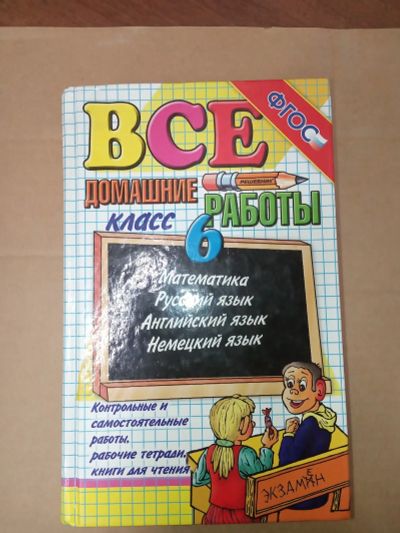 ФГОС
ВСЕ
ДОМАШНИЕ
РЕШЕБНИК
РАБОТЫ
КЛАСС
6
Математика
Русский язык
Английский язык
Немецкий язык
Контрольные и
самостоятельные
работы,
рабочие тетради,
книги для чтения
ЭКЗАМЕН